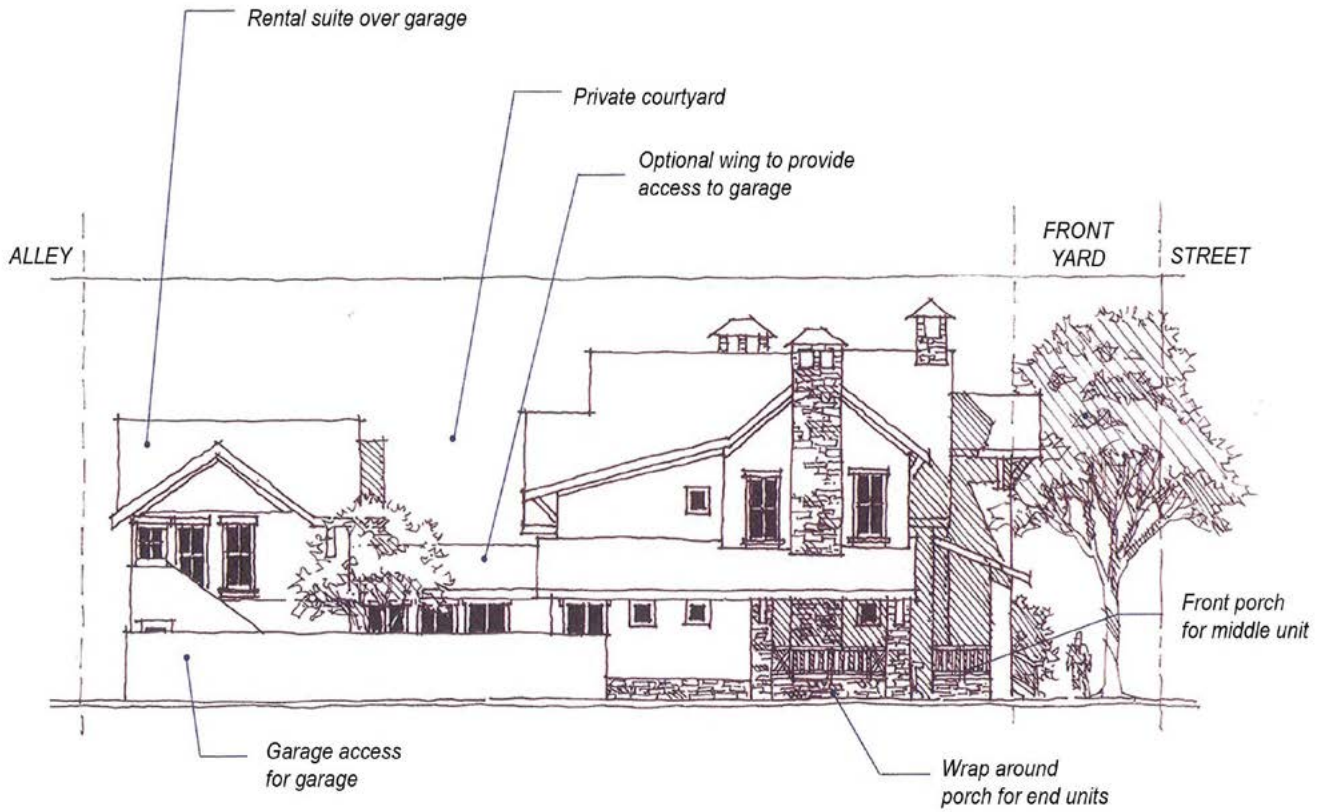 Rental suite over garage
Private courtyard
Optional wing to provide
access to garage
ALLEY
FRONT
YARD
STREET
Front porch
for middle unit
Garage access
for garage
Wrap around
porch for end units